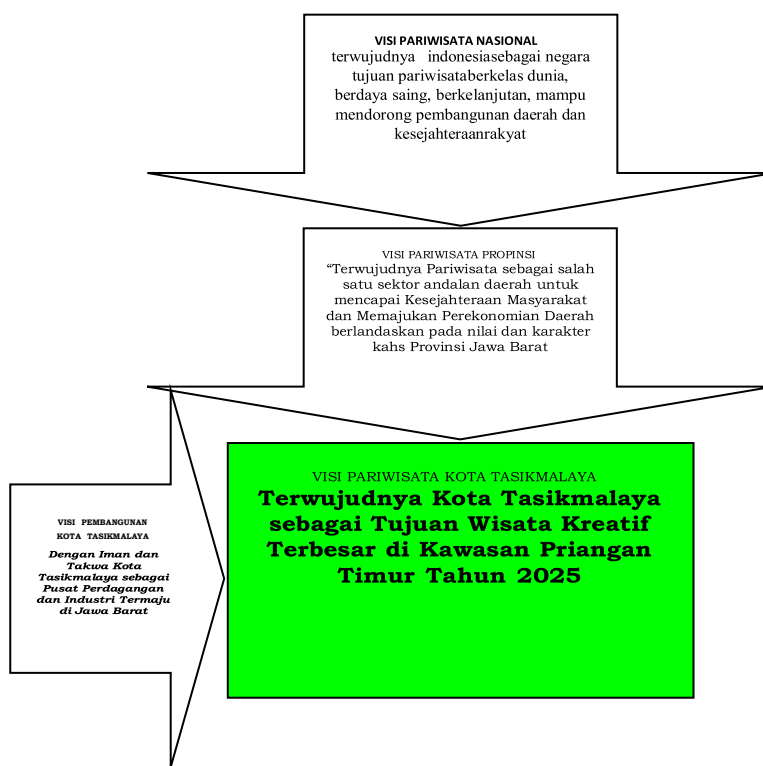 VISI PARIWISATA NASIONAL
terwujudnya indonesiasebagai negara
tujuan pariwisataberkelas dunia,
berdaya saing, berkelanjutan, mampu
mendorong pembangunan daerah dan
kesejahteraanrakyat
VISI PARIWISATA PROPINSI
“Terwujudnya Pariwisata sebagai salah
satu sektor andalan daerah untuk
mencapai Kesejahteraan Masyarakat
dan Memajukan Perekonomian Daerah
berlandaskan pada nilai dan karakter
kahs Provinsi Jawa Barat
VISI PEMBANGUNAN
KOTA TASIKMALAYA
Dengan Iman dan
Takwa Kota
Tasikmalaya sebagai
Pusat Perdagangan
dan Industri Termaju
di Jawa Barat
VISI PARIWISATA KOTA TASIKMALAYA
Terwujudnya Kota Tasikmalaya
sebagai Tujuan Wisata Kreatif
Terbesar di Kawasan Priangan
Timur Tahun 2025